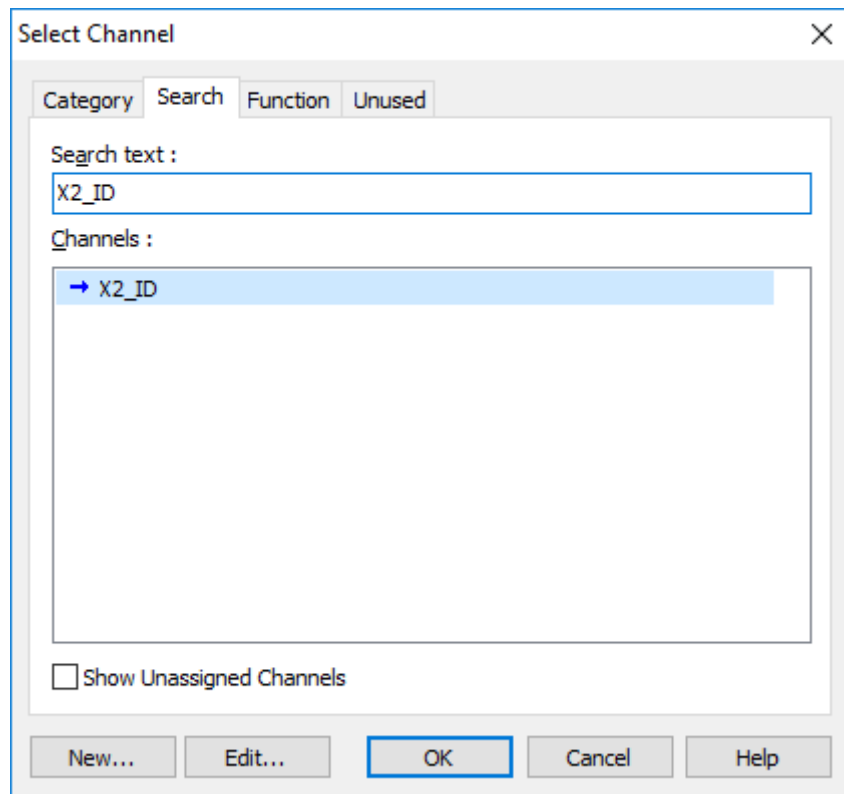 Select Channel
Category Search Function Unused
Search text :
X2_ID
Channels :
X2_ID
Show Unassigned Channels
New... Edit... OK Cancel Help